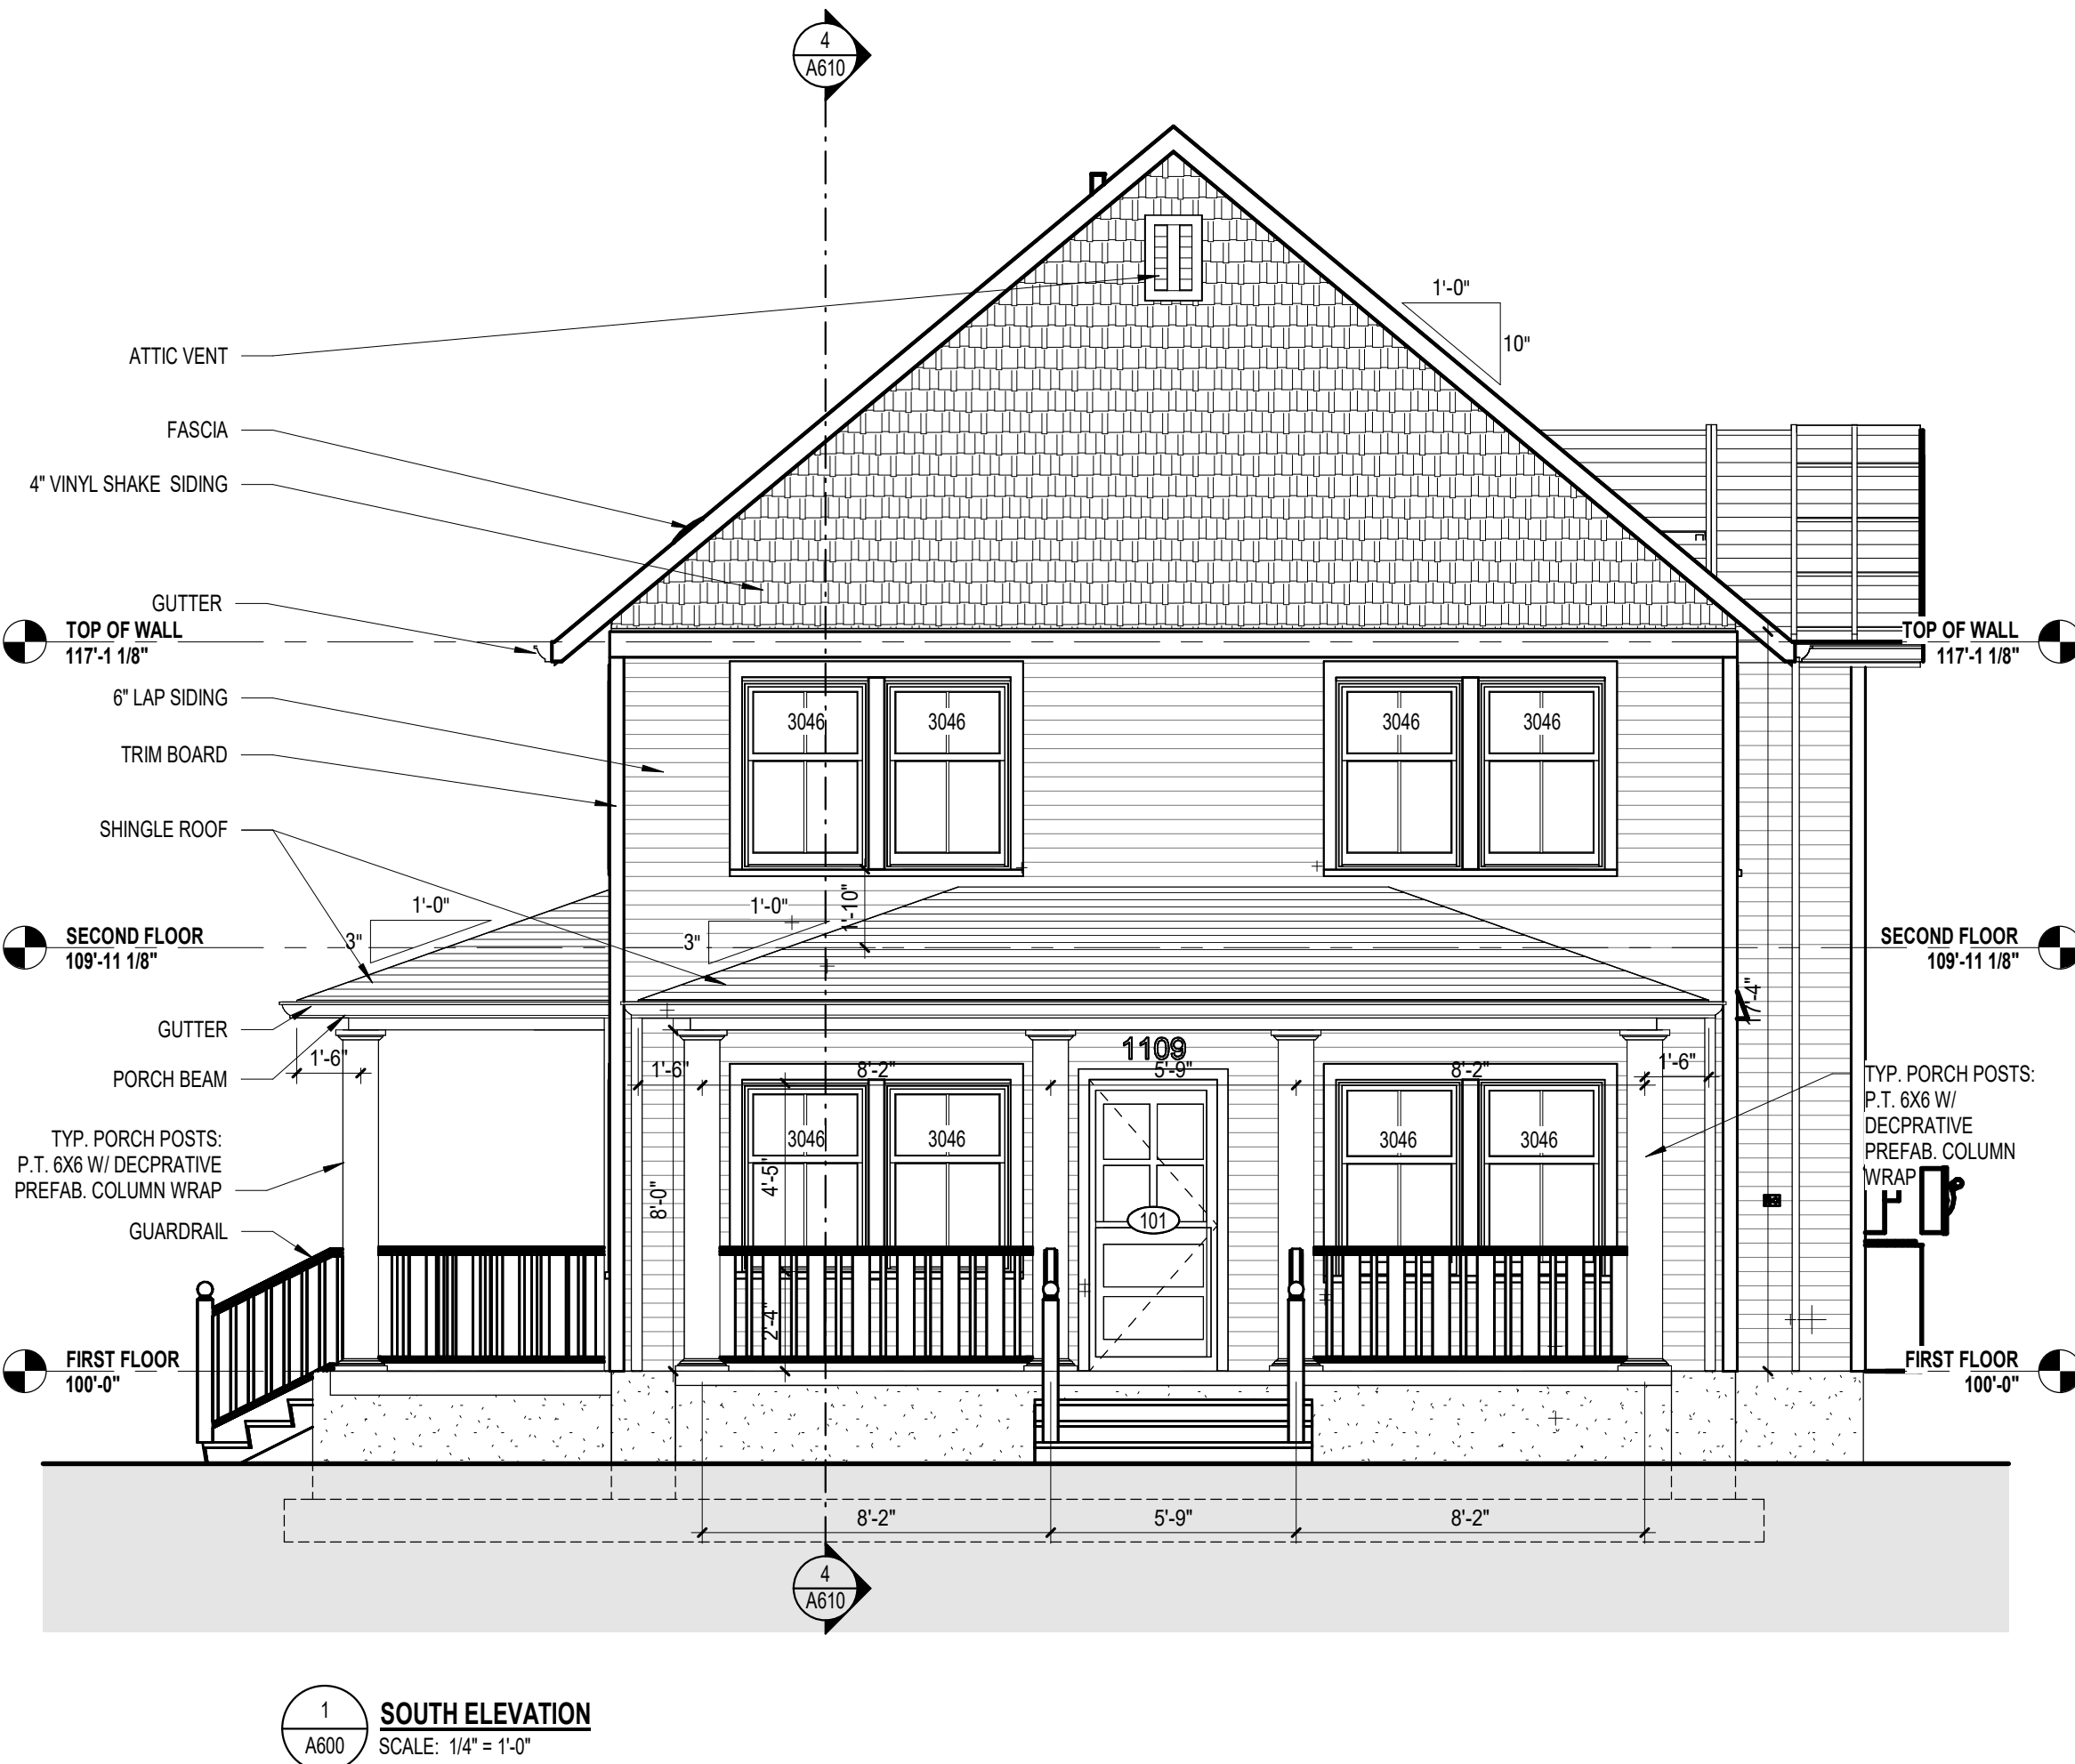 4
A610
1'-0"
10"
ATTIC VENT
FASCIA
4" VINYL SHAKE SIDING
GUTTER
TOP OF WALL
117'-1 1/8"
TOP OF WALL
117'-1 1/8"
6" LAP SIDING
3046
3046
3046
3046
TRIM BOARD
SHINGLE ROOF
1'-0"
3"
1'-0"
3"
1'-10"
SECOND FLOOR
109'-11 1/8"
SECOND FLOOR
109'-11 1/8"
17'-4"
GUTTER
1109
1'-6"
1'-6"
8'-2"
5'-9"
8'-2"
1'-6"
PORCH BEAM
TYP. PORCH POSTS:
P.T. 6X6 W/
DECPRATIVE
PREFAB. COLUMN
WRAP
TYP. PORCH POSTS:
P.T. 6X6 W/ DECPRATIVE
PREFAB. COLUMN WRAP
3046
3046
3046
3046
4'-5"
8'-0"
101
GUARDRAIL
2'-4"
FIRST FLOOR
100'-0"
FIRST FLOOR
100'-0"
8'-2"
5'-9"
8'-2"
4
A610
1
A600
SOUTH ELEVATION
SCALE: 1/4" = 1'-0"